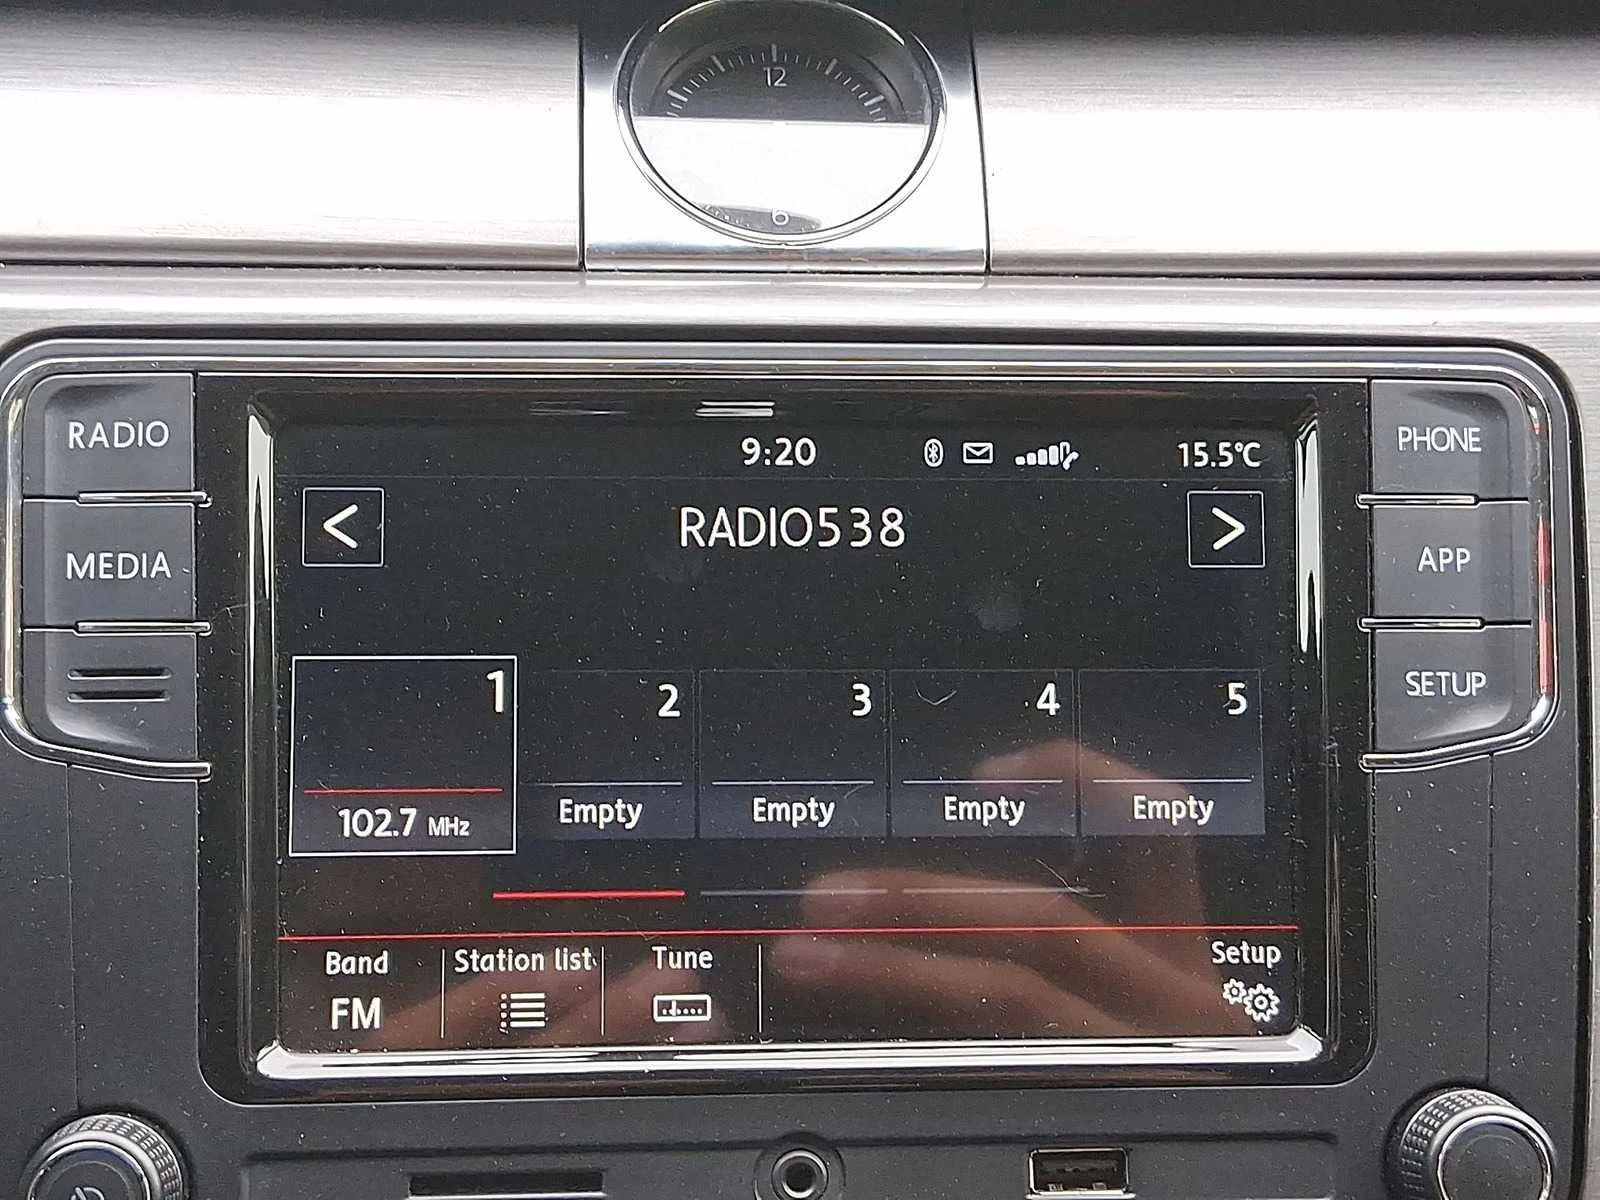 12
6
RADIO
MEDIA
PHONE
APP
SETUP
9:20
15.5°C
<
RADIO538
>
1
2
3
4
5
102.7 MHz
Empty
Empty
Empty
Empty
Band
Station list
Tune
Setup
FM